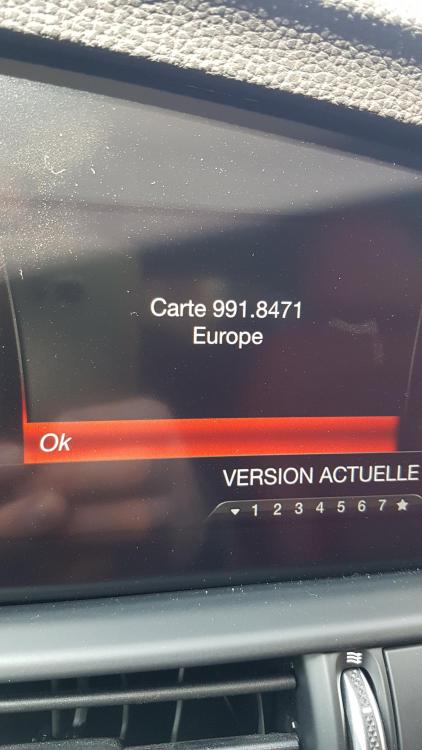 Carte 991.8471
Europe
Ok
VERSION ACTUELLE
1 2 3 4 5 6 7